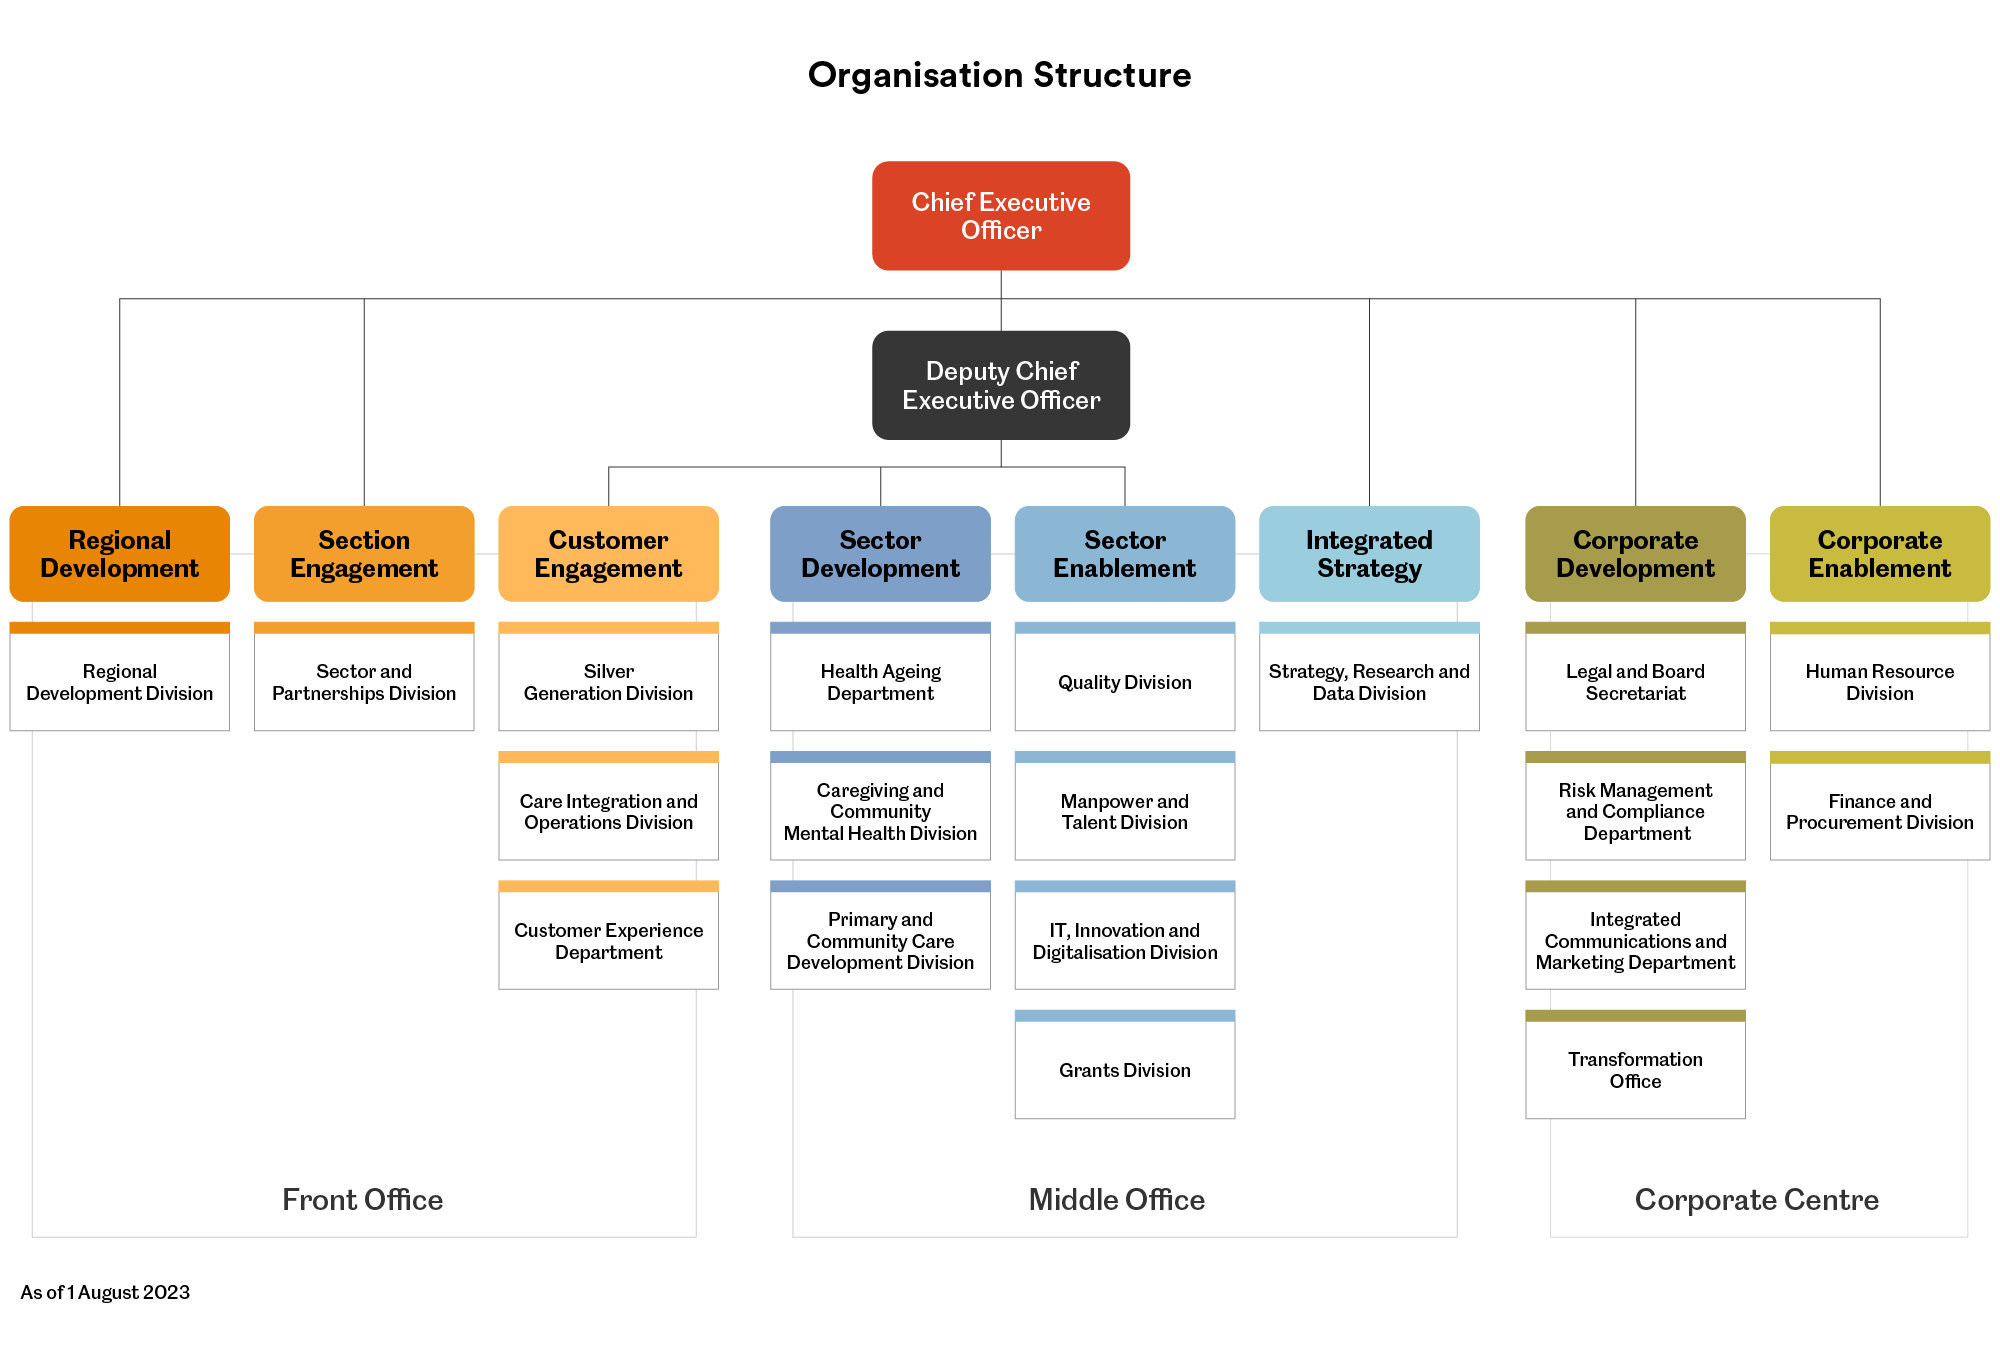 Organisation Structure
Chief Executive
Officer
Deputy Chief
Executive Officer
Regional
Development
Section
Engagement
Customer
Engagement
Sector
Development
Sector
Enablement
Integrated
Strategy
Corporate
Development
Corporate
Enablement
Regional
Development Division
Sector and
Partnerships Division
Silver
Generation Division
Health Ageing
Department
Quality Division
Strategy, Research and
Data Division
Legal and Board
Secretariat
Human Resource
Division
Care Integration and
Operations Division
Caregiving and
Community
Mental Health Division
Manpower and
Talent Division
Risk Management
and Compliance
Department
Finance and
Procurement Division
Customer Experience
Department
Primary and
Community Care
Development Division
IT, Innovation and
Digitalisation Division
Integrated
Communications and
Marketing Department
Grants Division
Transformation
Office
Front Office
Middle Office
Corporate Centre
As of 1 August 2023